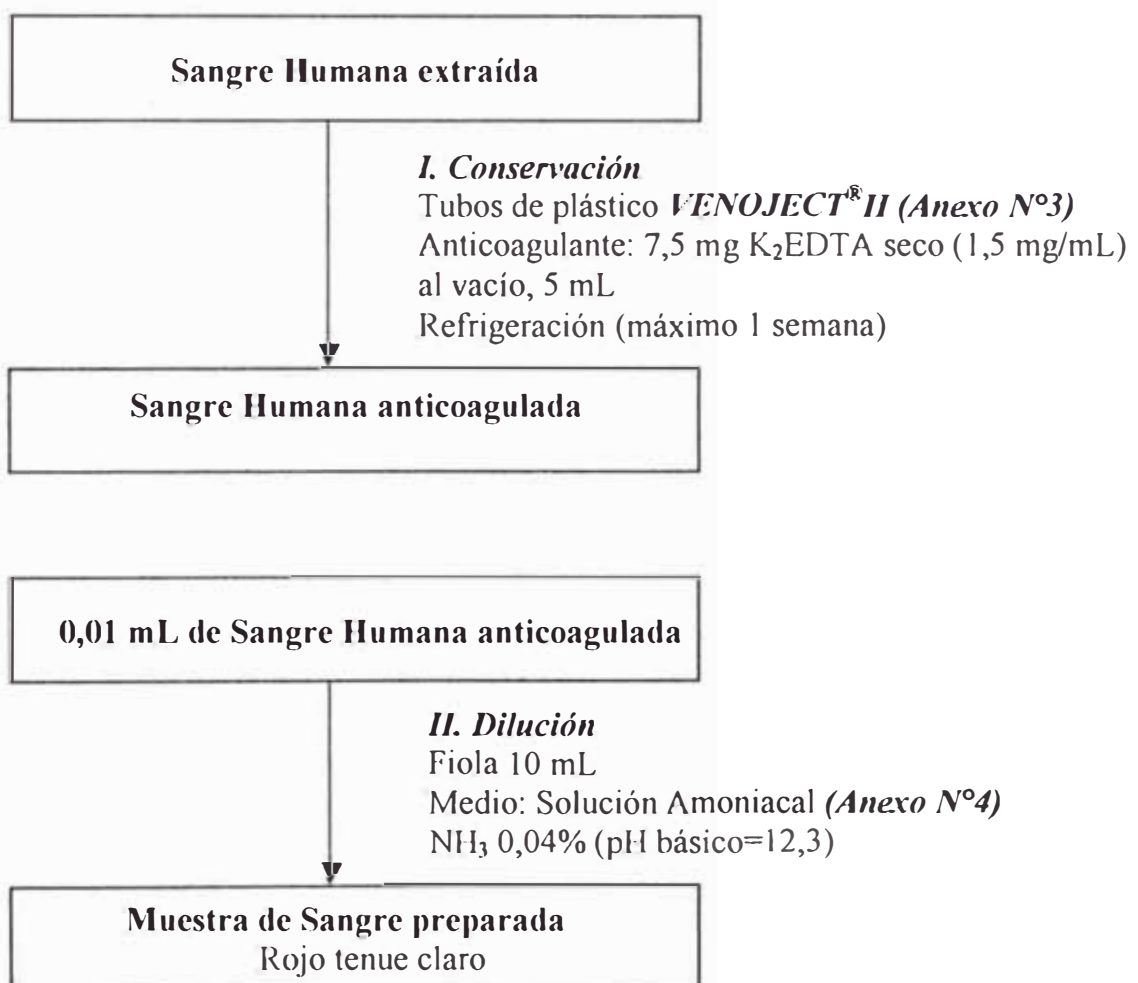 Sangre Humana extraída
I. Conservación
Tubos de plástico VENOJECT®II (Anexo N°3)
Anticoagulante: 7,5 mg K₂EDTA seco (1,5 mg/mL)
al vacío, 5 mL
Refrigeración (máximo 1 semana)
Sangre Humana anticoagulada
0,01 mL de Sangre Humana anticoagulada
II. Dilución
Fiola 10 mL
Medio: Solución Amoniacal (Anexo N°4)
NH₃ 0,04% (pH básico=12,3)
Muestra de Sangre preparada
Rojo tenue claro